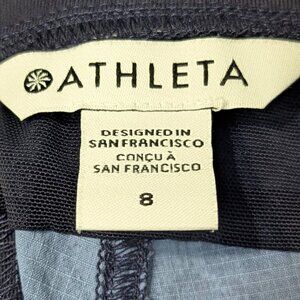 ATHLETA
DESIGNED IN
SAN FRANCISCO
CONÇU À
SAN FRANCISCO
8